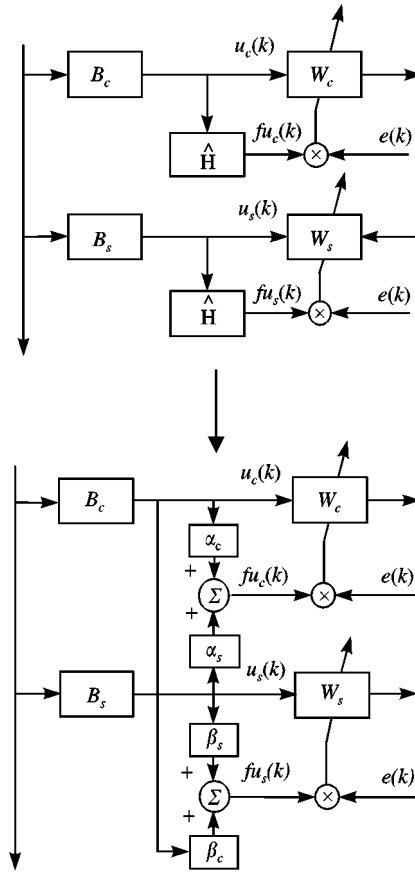 u_c(k)
B_c W_c
fu_c(k) e(k)
Ĥ ×
u_s(k)
B_s W_s
fu_s(k) e(k)
Ĥ ×
u_c(k)
B_c W_c
α_c
+ fu_c(k) e(k)
Σ ×
+
α_s
u_s(k)
B_s W_s
β_s
+ fu_s(k) e(k)
Σ ×
+
β_c